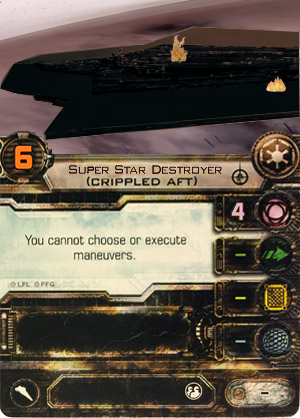 6
Super Star Destroyer
(crippled aft)
4
You cannot choose or execute
maneuvers.
–
–
–
© LFL © FFG
–